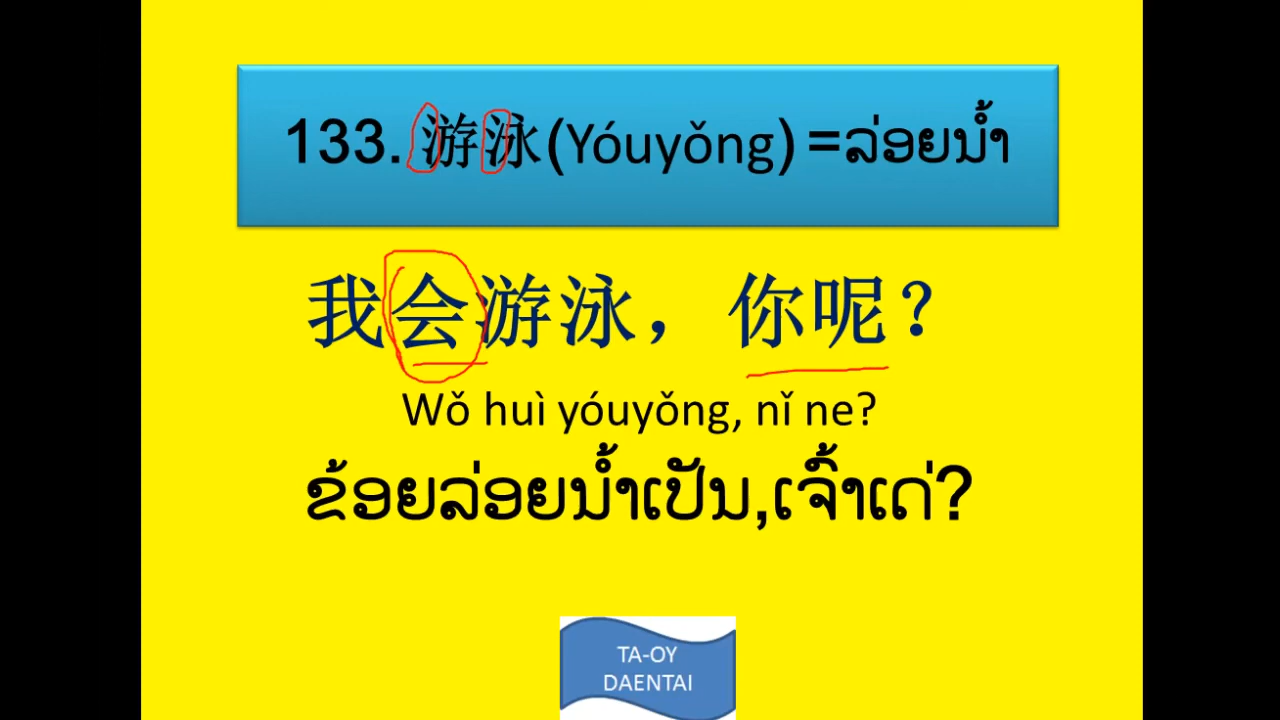 133. 游泳(Yóuyǒng) =ລ່ອຍນ້ຳ
我会游泳，你呢？
Wǒ huì yóuyǒng, nǐ ne?
ຂ້ອຍລ່ອຍນ້ຳເປັນ,ເຈົ້າເດ່?
TA-OY
DAENTAI